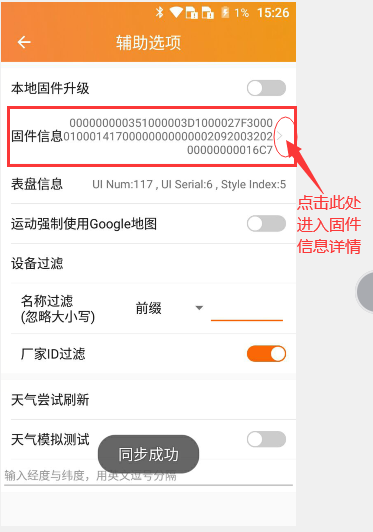 1% 15:26
辅助选项
本地固件升级
固件信息
000000000351000003D1000027F3000
01000141700000000000002092003202
00000000016C7
点击此处
进入固件
信息详情
表盘信息 UI Num:117 , UI Serial:6 , Style Index:5
运动强制使用Google地图
设备过滤
名称过滤
(忽略大小写)
前缀
厂家ID过滤
天气尝试刷新
天气模拟测试
同步成功
输入经度与纬度，用英文逗号分隔